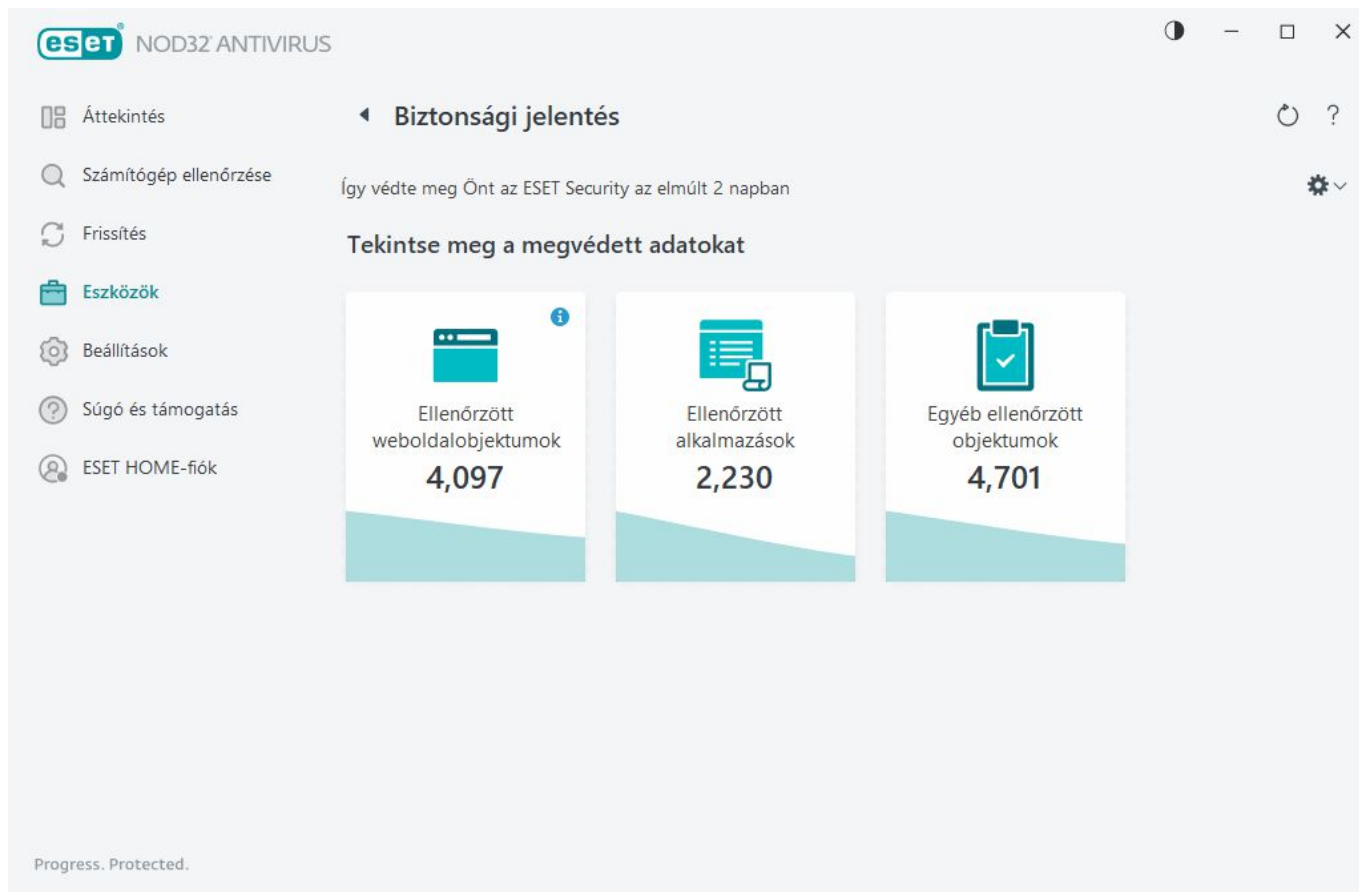 eset® NOD32® ANTIVIRUS
Áttekintés
Számítógép ellenőrzése
Frissítés
Eszközök
Beállítások
Súgó és támogatás
ESET HOME-fiók
Biztonsági jelentés
?
Így védte meg Önt az ESET Security az elmúlt 2 napban
Tekintse meg a megvédett adatokat
Ellenőrzött
weboldalobjektumok
4,097
Ellenőrzött
alkalmazások
2,230
Egyéb ellenőrzött
objektumok
4,701
Progress. Protected.